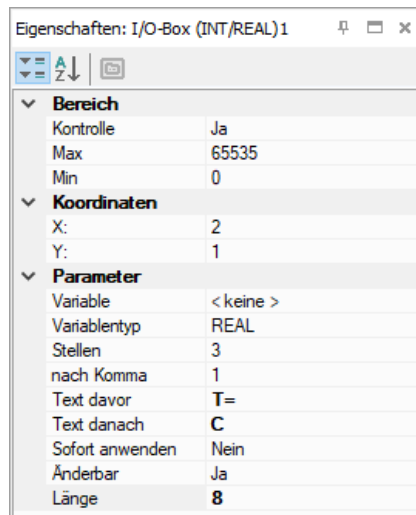 Eigenschaften: I/O-Box (INT/REAL)1
Bereich
Kontrolle Ja
Max 65535
Min 0
Koordinaten
X: 2
Y: 1
Parameter
Variable < keine >
Variablentyp REAL
Stellen 3
nach Komma 1
Text davor T=
Text danach C
Sofort anwenden Nein
Änderbar Ja
Länge 8